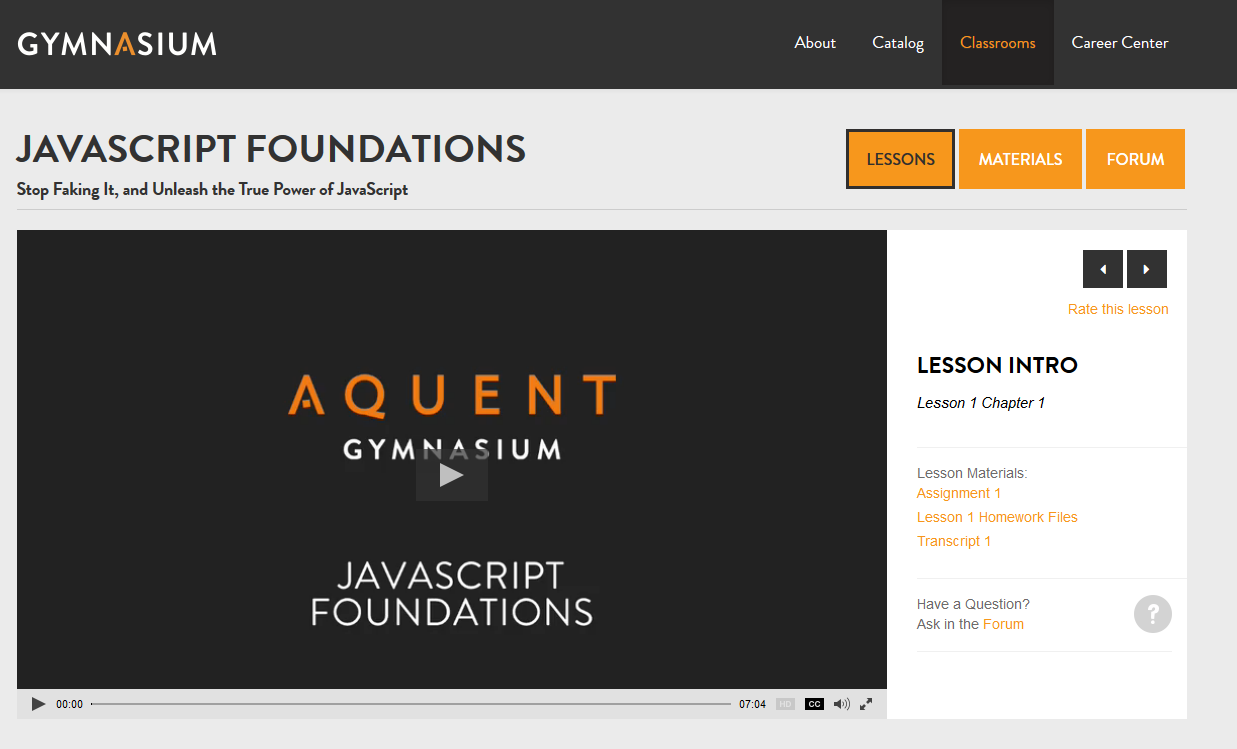 GYMNASIUM
About Catalog Classrooms Career Center
JAVASCRIPT FOUNDATIONS
Stop Faking It, and Unleash the True Power of JavaScript
LESSONS MATERIALS FORUM
AQUENT
GYMNASIUM
JAVASCRIPT
FOUNDATIONS
00:00 07:04 HD CC
Rate this lesson
LESSON INTRO
Lesson 1 Chapter 1
Lesson Materials:
Assignment 1
Lesson 1 Homework Files
Transcript 1
Have a Question?
Ask in the Forum
?